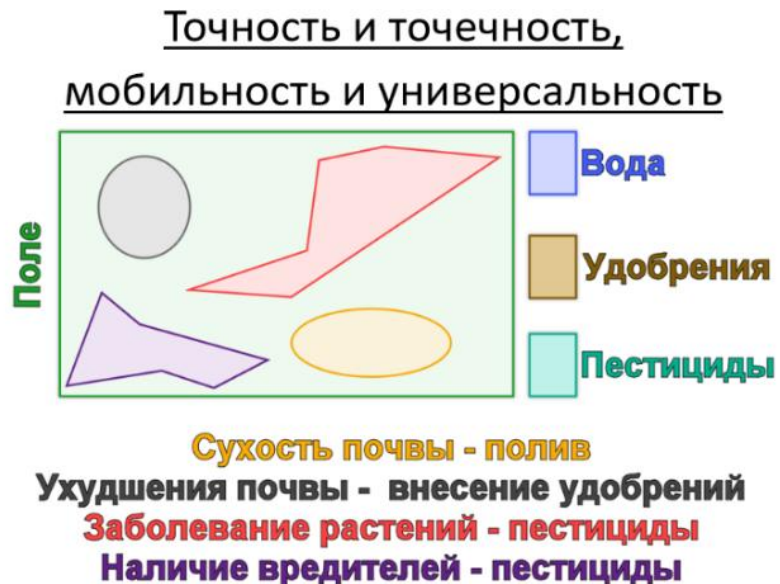 Точность и точечность,
мобильность и универсальность
Поле
Вода
Удобрения
Пестициды
Сухость почвы - полив
Ухудшения почвы - внесение удобрений
Заболевание растений - пестициды
Наличие вредителей - пестициды